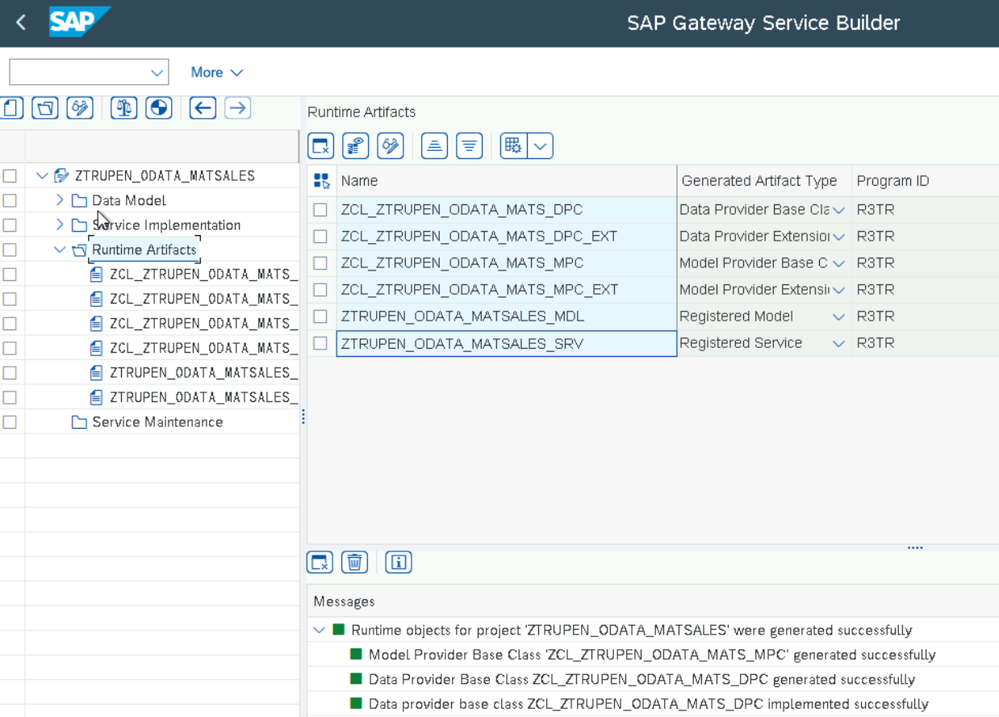 SAP
SAP Gateway Service Builder
More
ZTRUPEN_ODATA_MATSALES
Data Model
Service Implementation
Runtime Artifacts
ZCL_ZTRUPEN_ODATA_MATS_
ZCL_ZTRUPEN_ODATA_MATS_
ZCL_ZTRUPEN_ODATA_MATS_
ZCL_ZTRUPEN_ODATA_MATS_
ZTRUPEN_ODATA_MATSALES_
ZTRUPEN_ODATA_MATSALES_
Service Maintenance
Runtime Artifacts
Name Generated Artifact Type Program ID
ZCL_ZTRUPEN_ODATA_MATS_DPC Data Provider Base Cla R3TR
ZCL_ZTRUPEN_ODATA_MATS_DPC_EXT Data Provider Extension R3TR
ZCL_ZTRUPEN_ODATA_MATS_MPC Model Provider Base C R3TR
ZCL_ZTRUPEN_ODATA_MATS_MPC_EXT Model Provider Extensi R3TR
ZTRUPEN_ODATA_MATSALES_MDL Registered Model R3TR
ZTRUPEN_ODATA_MATSALES_SRV Registered Service R3TR
Messages
Runtime objects for project 'ZTRUPEN_ODATA_MATSALES' were generated successfully
Model Provider Base Class 'ZCL_ZTRUPEN_ODATA_MATS_MPC' generated successfully
Data Provider Base Class ZCL_ZTRUPEN_ODATA_MATS_DPC generated successfully
Data provider base class ZCL_ZTRUPEN_ODATA_MATS_DPC implemented successfully